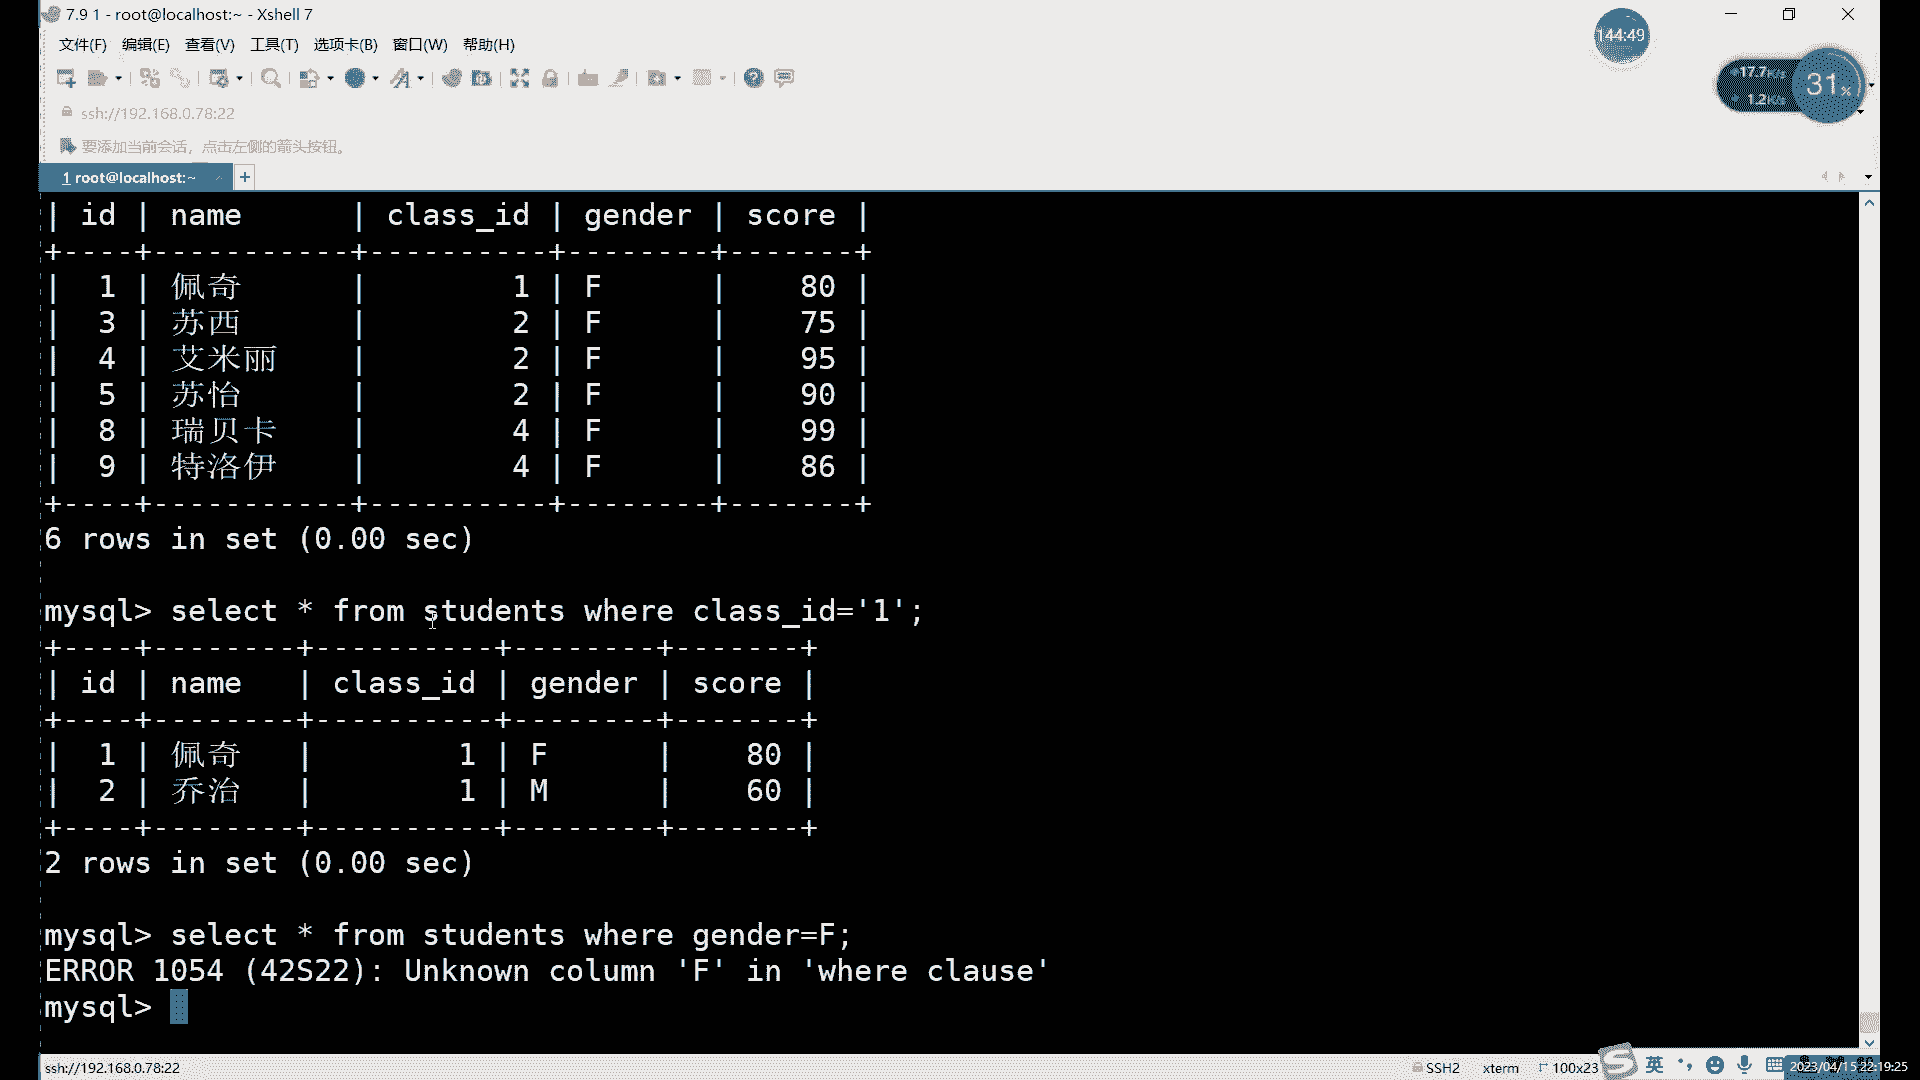 7.9 1 - root@localhost:~ - Xshell 7
144:49
文件(F) 编辑(E) 查看(V) 工具(T) 选项卡(B) 窗口(W) 帮助(H)
17.7K/s
1.2K/s
31%
ssh://192.168.0.78:22
要添加当前会话，点击左侧的箭头按钮。
1 root@localhost:~
| id | name      | class_id | gender | score |
+----+-----------+----------+--------+-------+
|  1 | 佩奇      |        1 | F      |    80 |
|  3 | 苏西      |        2 | F      |    75 |
|  4 | 艾米丽    |        2 | F      |    95 |
|  5 | 苏怡      |        2 | F      |    90 |
|  8 | 瑞贝卡    |        4 | F      |    99 |
|  9 | 特洛伊    |        4 | F      |    86 |
+----+-----------+----------+--------+-------+
6 rows in set (0.00 sec)
mysql> select * from students where class_id='1';
+----+--------+----------+--------+-------+
| id | name   | class_id | gender | score |
+----+--------+----------+--------+-------+
|  1 | 佩奇   |        1 | F      |    80 |
|  2 | 乔治   |        1 | M      |    60 |
+----+--------+----------+--------+-------+
2 rows in set (0.00 sec)
mysql> select * from students where gender=F;
ERROR 1054 (42S22): Unknown column 'F' in 'where clause'
mysql>
ssh://192.168.0.78:22
SSH2 xterm 100x23
英
2023/04/15 22:19:25